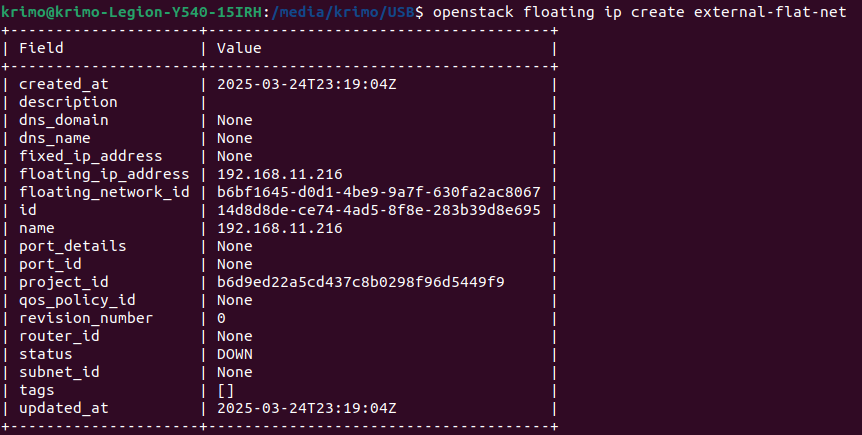 krimo@krimo-Legion-Y540-15IRH:/media/krimo/USB$ openstack floating ip create external-flat-net
+---------------------+--------------------------------------+
| Field               | Value                                |
+---------------------+--------------------------------------+
| created_at          | 2025-03-24T23:19:04Z                 |
| description         |                                      |
| dns_domain          | None                                 |
| dns_name            | None                                 |
| fixed_ip_address    | None                                 |
| floating_ip_address | 192.168.11.216                       |
| floating_network_id | b6bf1645-d0d1-4be9-9a7f-630fa2ac8067 |
| id                  | 14d8d8de-ce74-4ad5-8f8e-283b39d8e695 |
| name                | 192.168.11.216                       |
| port_details        | None                                 |
| port_id             | None                                 |
| project_id          | b6d9ed22a5cd437c8b0298f96d5449f9     |
| qos_policy_id       | None                                 |
| revision_number     | 0                                    |
| router_id           | None                                 |
| status              | DOWN                                 |
| subnet_id           | None                                 |
| tags                | []                                   |
| updated_at          | 2025-03-24T23:19:04Z                 |
+---------------------+--------------------------------------+